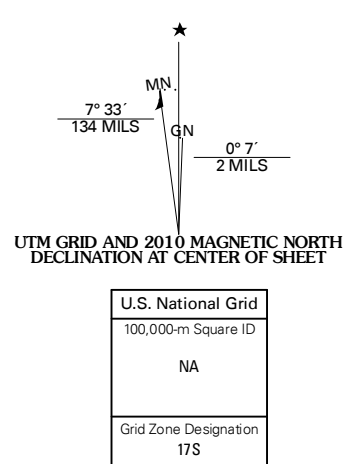 ★
MN
7° 33´
134 MILS
GN
0° 7´
2 MILS
UTM GRID AND 2010 MAGNETIC NORTH
DECLINATION AT CENTER OF SHEET
U.S. National Grid
100,000-m Square ID
NA
Grid Zone Designation
17S